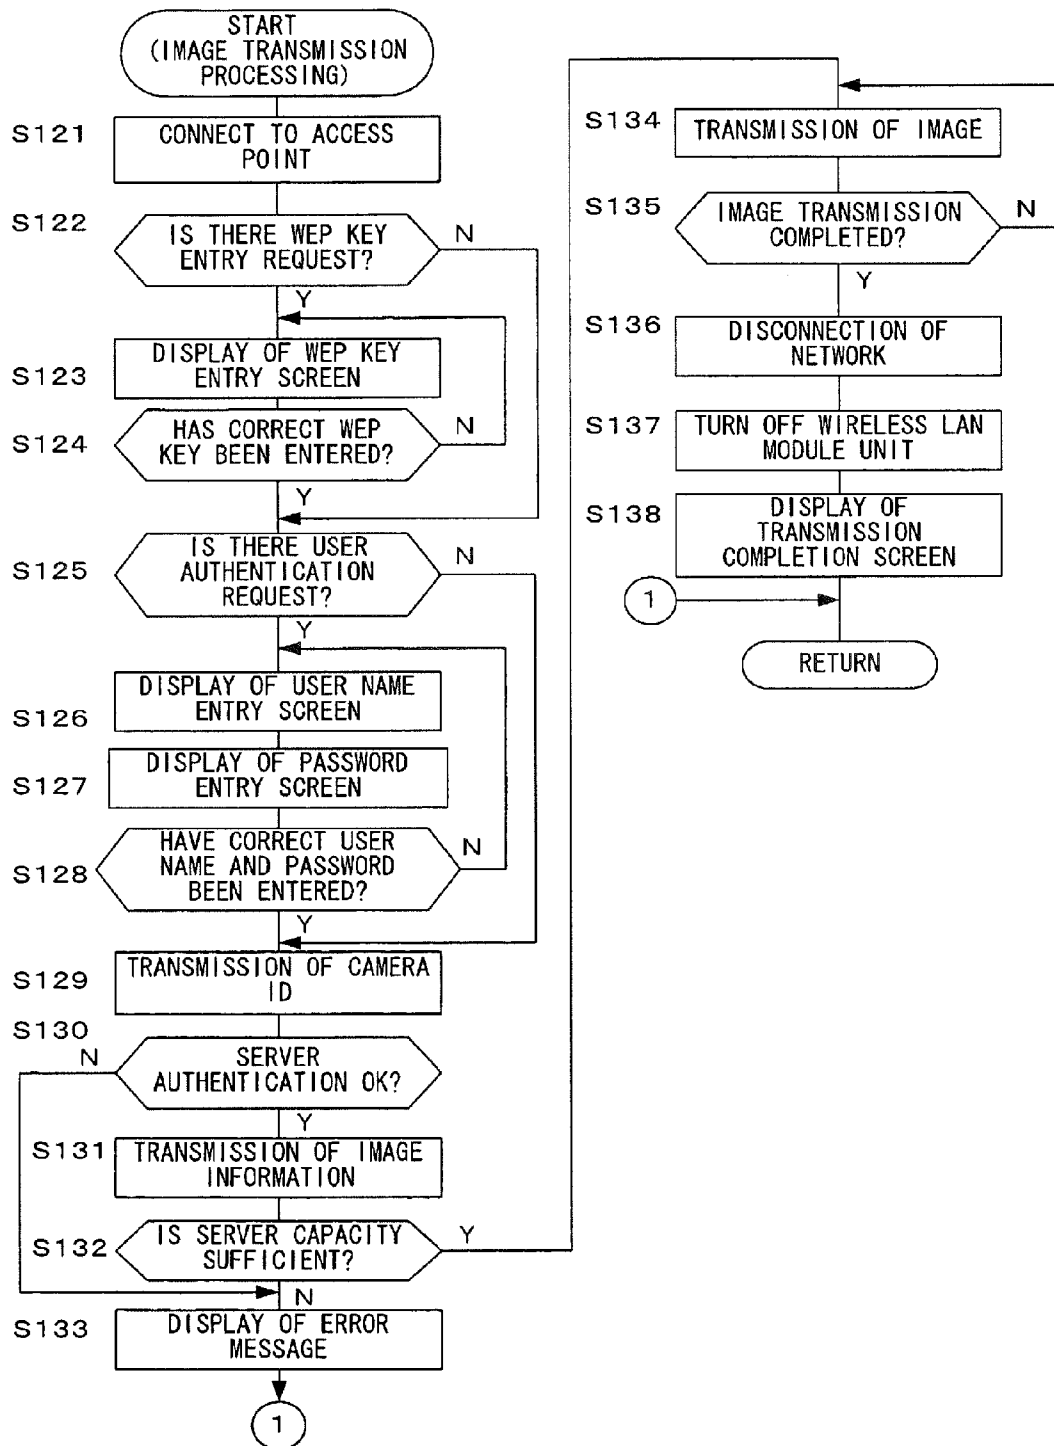 START
(IMAGE TRANSMISSION
PROCESSING)
S121
CONNECT TO ACCESS
POINT
S122
IS THERE WEP KEY
ENTRY REQUEST?
N
Y
S123
DISPLAY OF WEP KEY
ENTRY SCREEN
S124
HAS CORRECT WEP
KEY BEEN ENTERED?
N
Y
S125
IS THERE USER
AUTHENTICATION
REQUEST?
N
Y
S126
DISPLAY OF USER NAME
ENTRY SCREEN
S127
DISPLAY OF PASSWORD
ENTRY SCREEN
S128
HAVE CORRECT USER
NAME AND PASSWORD
BEEN ENTERED?
N
Y
S129
TRANSMISSION OF CAMERA
ID
S130
N
SERVER
AUTHENTICATION OK?
Y
S131
TRANSMISSION OF IMAGE
INFORMATION
S132
IS SERVER CAPACITY
SUFFICIENT?
Y
N
S133
DISPLAY OF ERROR
MESSAGE
1
S134
TRANSMISSION OF IMAGE
S135
IMAGE TRANSMISSION
COMPLETED?
N
Y
S136
DISCONNECTION OF
NETWORK
S137
TURN OFF WIRELESS LAN
MODULE UNIT
S138
DISPLAY OF
TRANSMISSION
COMPLETION SCREEN
1
RETURN